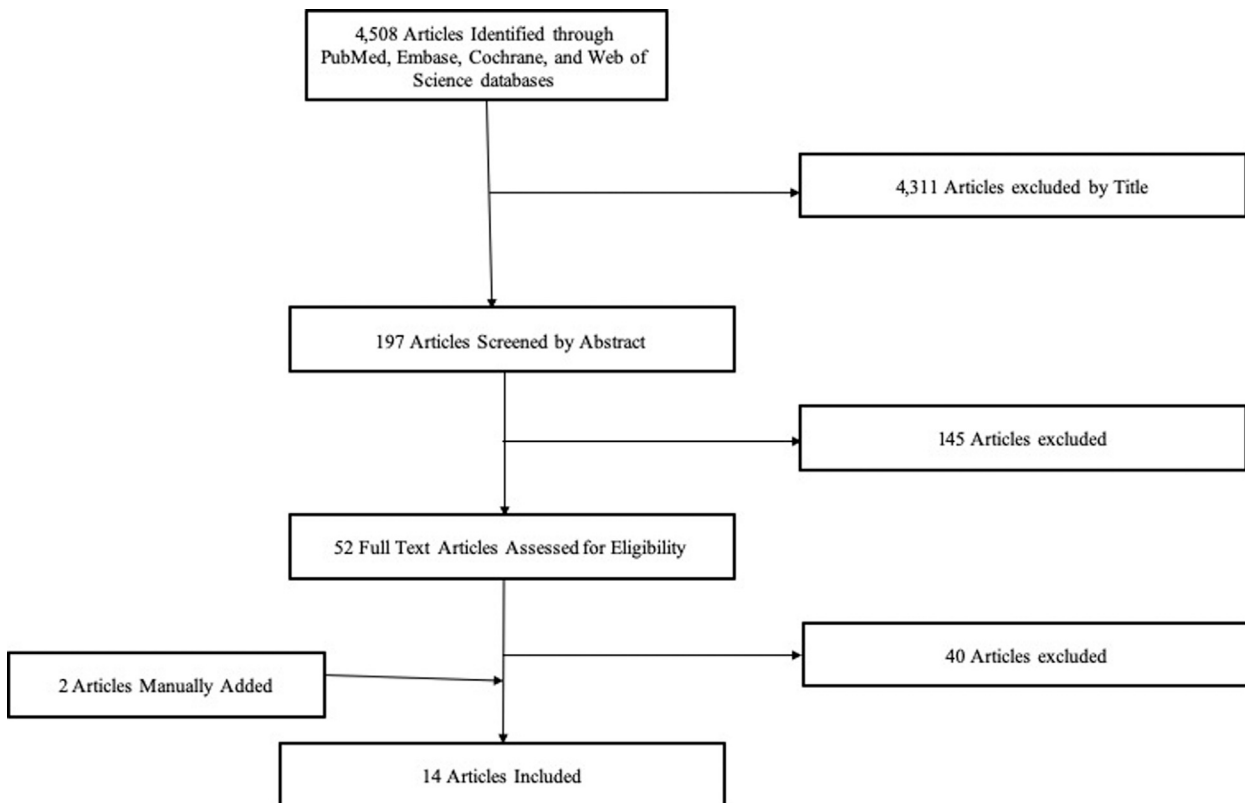 4,508 Articles Identified through
PubMed, Embase, Cochrane, and Web of
Science databases
4,311 Articles excluded by Title
197 Articles Screened by Abstract
145 Articles excluded
52 Full Text Articles Assessed for Eligibility
40 Articles excluded
2 Articles Manually Added
14 Articles Included